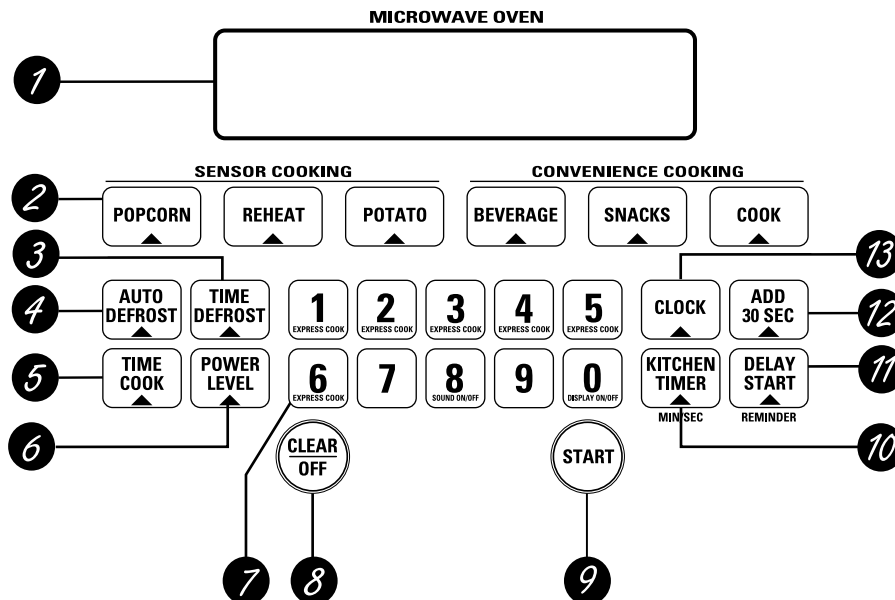 MICROWAVE OVEN
1
SENSOR COOKING CONVENIENCE COOKING
2 POPCORN REHEAT POTATO BEVERAGE SNACKS COOK
3 13
4 AUTO DEFROST TIME DEFROST 1 EXPRESS COOK 2 EXPRESS COOK 3 EXPRESS COOK 4 EXPRESS COOK 5 EXPRESS COOK CLOCK ADD 30 SEC 12
5 TIME COOK POWER LEVEL 6 EXPRESS COOK 7 8 SOUND ON/OFF 9 0 DISPLAY ON/OFF KITCHEN TIMER DELAY START 11
MIN/SEC REMINDER
6 CLEAR OFF START 10
7 8 9